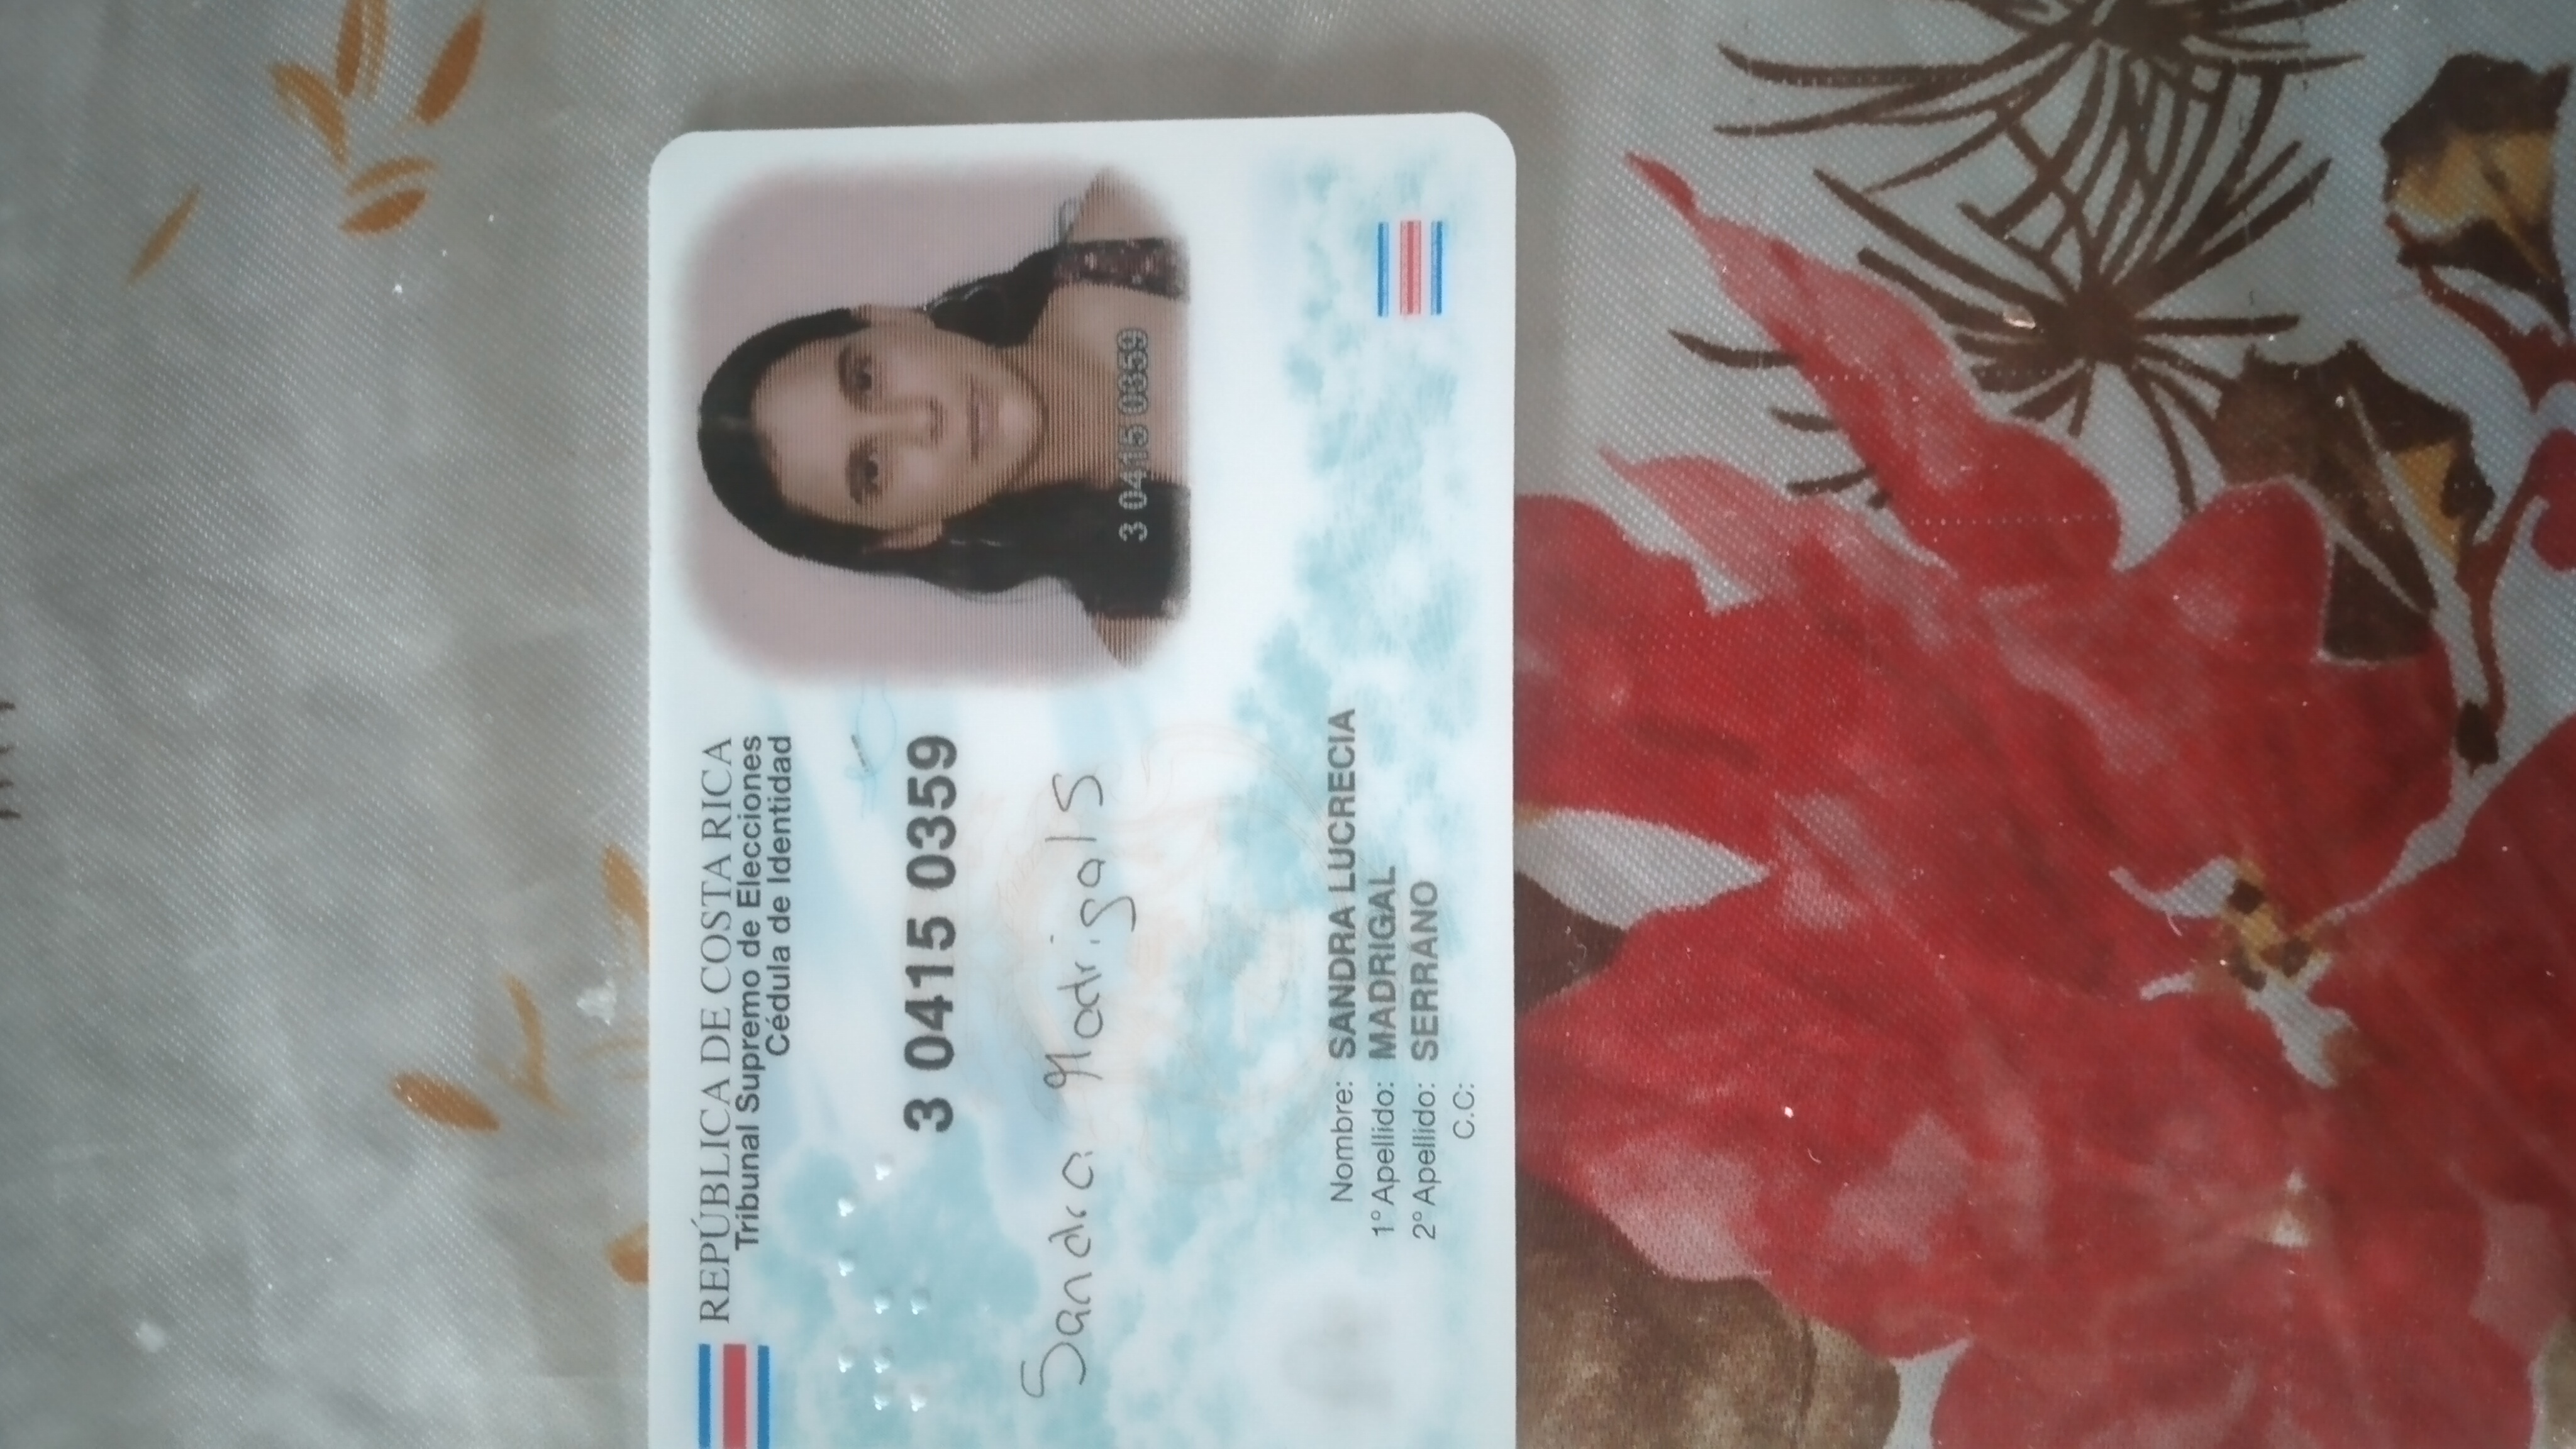 REPÚBLICA DE COSTA RICA
Tribunal Supremo de Elecciones
Cédula de Identidad
3 0415 0359
Sandra Madrigal S
3 0415 0359
Nombre: SANDRA LUCRECIA
1° Apellido: MADRIGAL
2° Apellido: SERRANO
C.C: